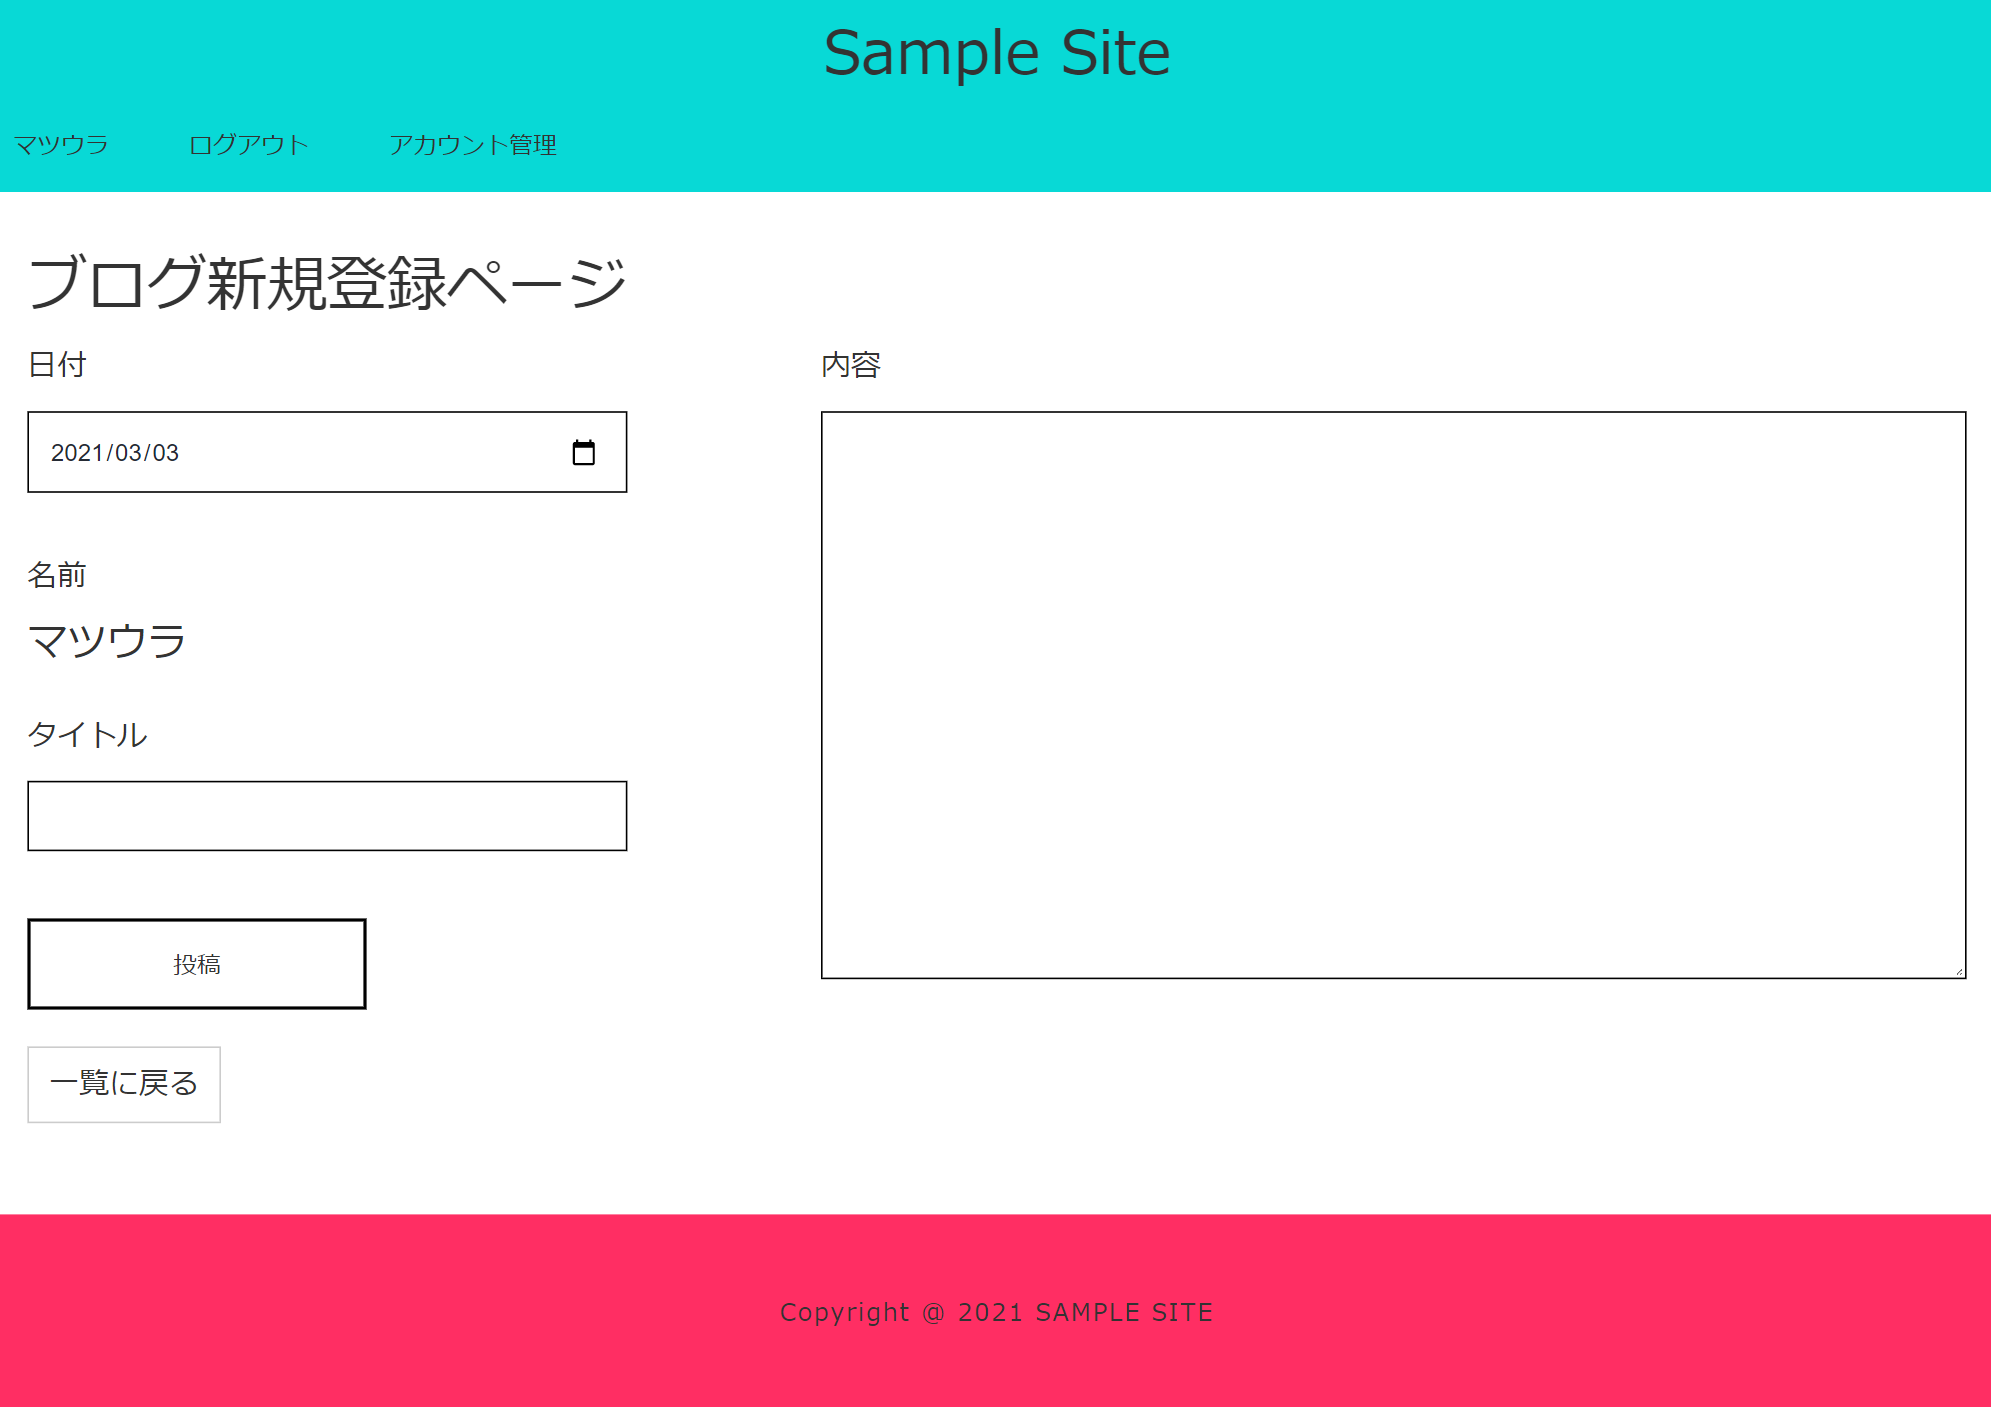 Sample Site
マツウラ ログアウト アカウント管理
ブログ新規登録ページ
日付
2021/03/03
名前
マツウラ
タイトル
投稿
一覧に戻る
内容
Copyright @ 2021 SAMPLE SITE